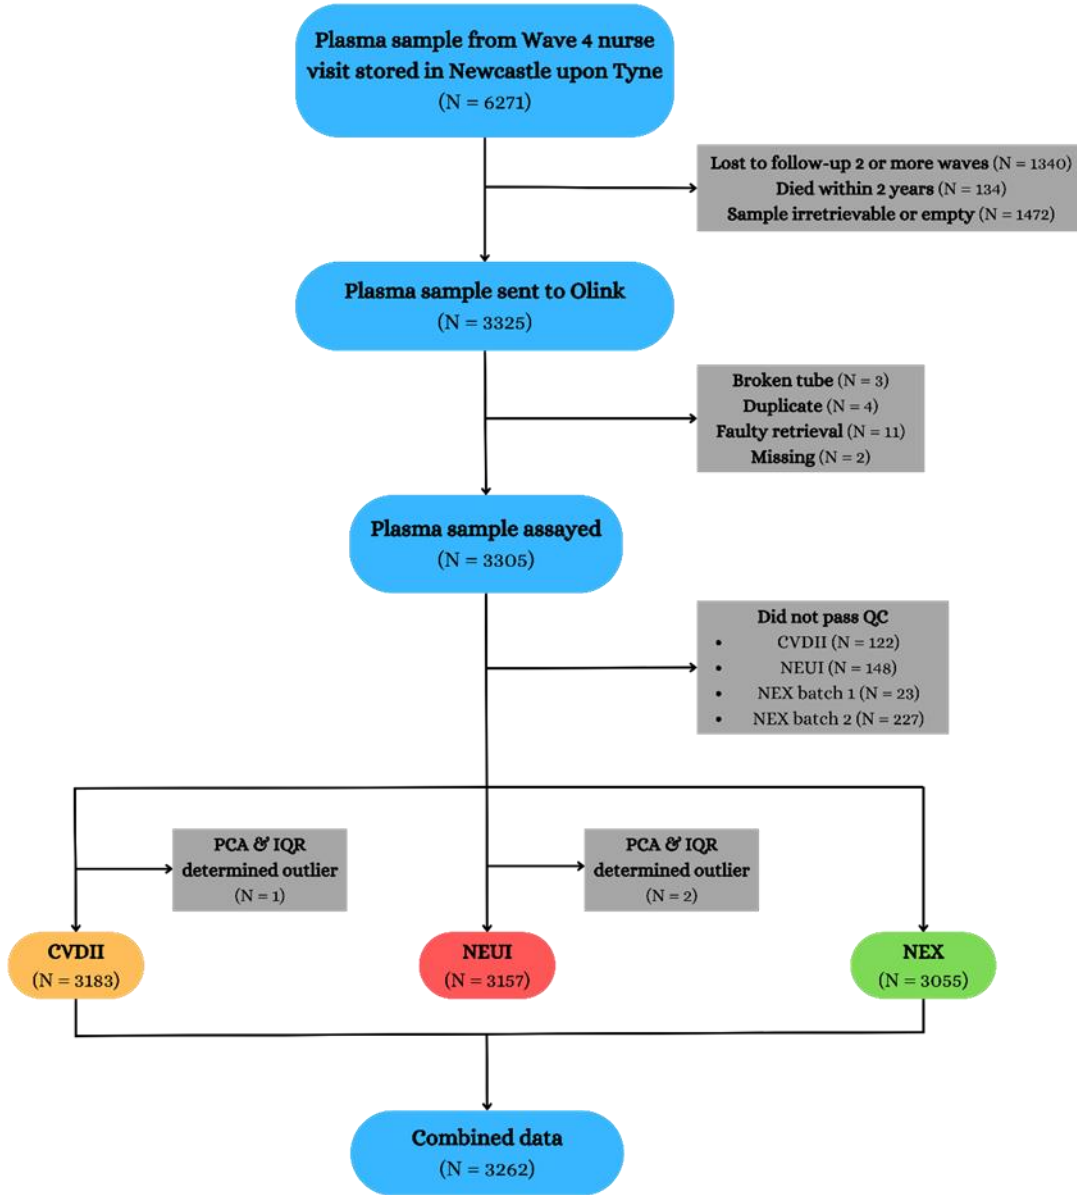 Plasma sample from Wave 4 nurse
visit stored in Newcastle upon Tyne
(N = 6271)
Lost to follow-up 2 or more waves (N = 1340)
Died within 2 years (N = 134)
Sample irretrievable or empty (N = 1472)
Plasma sample sent to Olink
(N = 3325)
Broken tube (N = 3)
Duplicate (N = 4)
Faulty retrieval (N = 11)
Missing (N = 2)
Plasma sample assayed
(N = 3305)
Did not pass QC
• CVDII (N = 122)
• NEUI (N = 148)
• NEX batch 1 (N = 23)
• NEX batch 2 (N = 227)
PCA & IQR
determined outlier
(N = 1)
PCA & IQR
determined outlier
(N = 2)
CVDII
(N = 3183)
NEUI
(N = 3157)
NEX
(N = 3055)
Combined data
(N = 3262)